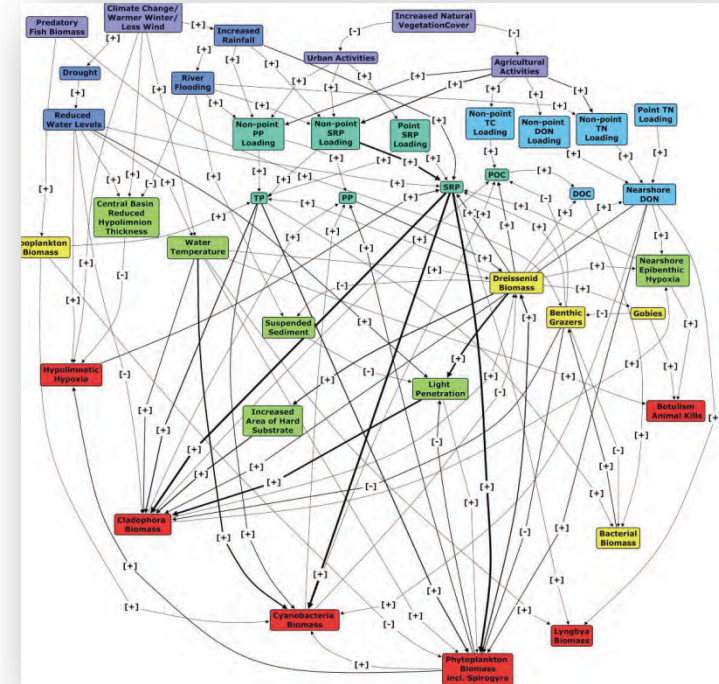 Predatory
Fish Biomass
Climate Change/
Warmer Winter/
Less Wind
Increased
Rainfall
Increased Natural
VegetationCover
Urban Activities
Agricultural
Activities
Drought
River
Flooding
Reduced
Water Levels
Non-point
PP
Loading
Non-point
SRP
Loading
Point
SRP
Loading
Non-point
TC
Loading
Non-point
DON
Loading
Non-point
TN
Loading
Point TN
Loading
Central Basin
Reduced
Hypolimnion
Thickness
TP
PP
SRP
POC
DOC
Nearshore
DON
ooplankton
Biomass
Water
Temperature
Dreissenid
Biomass
Nearshore
Epibenthic
Hypoxia
Suspended
Sediment
Benthic
Grazers
Gobies
Hypolimnetic
Hypoxia
Increased
Area of Hard
Substrate
Light
Penetration
Botulism
Animal Kills
Cladophora
Biomass
Bacterial
Biomass
Cyanobacteria
Biomass
Lyngbya
Biomass
Phytoplankton
Biomass
incl. Spirogyra